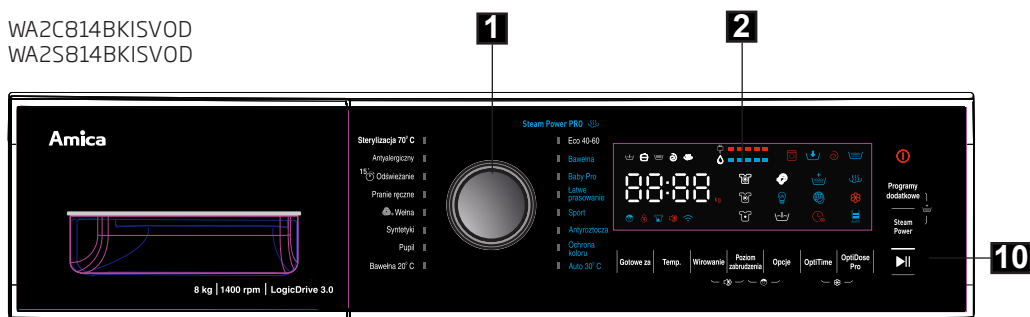 WA2C814BKISVOD
WA2S814BKISVOD
1
2
Amica
8 kg | 1400 rpm | LogicDrive 3.0
Steam Power PRO
Sterylizacja 70° C
Antyalergiczny
15' Odświeżanie
Pranie ręczne
Wełna
Syntetyki
Pupil
Bawełna 20° C
Eco 40-60
Bawełna
Baby Pro
Łatwe
prasowanie
Sport
Antyroztocza
Ochrona
koloru
Auto 30° C
88:88 kg
Gotowe za
Temp.
Wirowanie
Poziom
zabrudzenia
Opcje
OptiTime
OptiDose
Pro
Programy
dodatkowe
Steam
Power
10